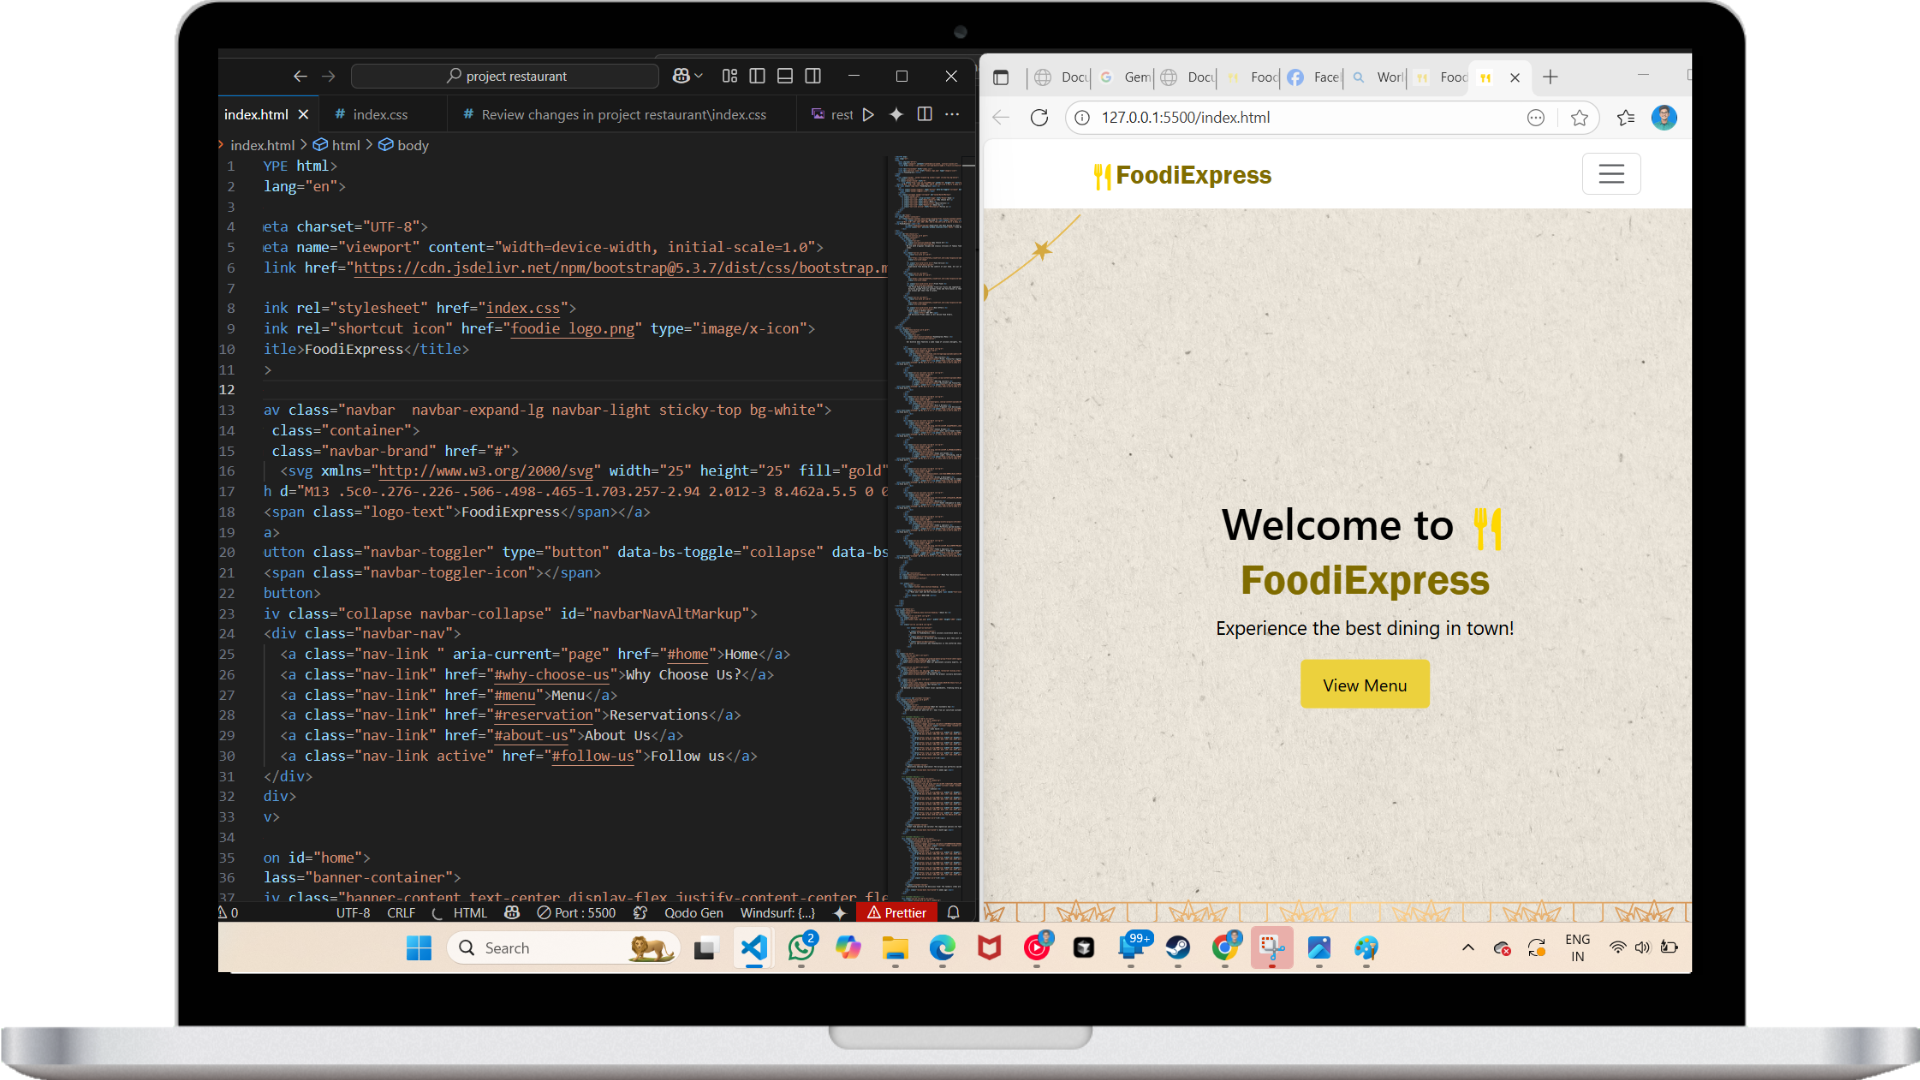 project restaurant
index.html
# index.css
# Review changes in project restaurant\index.css
rest
index.html > html > body
1 YPE html>
2 lang="en">
3
4 eta charset="UTF-8">
5 eta name="viewport" content="width=device-width, initial-scale=1.0">
6 link href="https://cdn.jsdelivr.net/npm/bootstrap@5.3.7/dist/css/bootstrap.m
7
8 ink rel="stylesheet" href="index.css">
9 ink rel="shortcut icon" href="foodie logo.png" type="image/x-icon">
10 itle>FoodiExpress</title>
11 >
12
13 av class="navbar  navbar-expand-lg navbar-light sticky-top bg-white">
14 class="container">
15 class="navbar-brand" href="#">
16 <svg xmlns="http://www.w3.org/2000/svg" width="25" height="25" fill="gold"
17 h d="M13 .5c0-.276-.226-.506-.498-.465-1.703.257-2.94 2.012-3 8.462a.5.5 0 0
18 <span class="logo-text">FoodiExpress</span></a>
19 a>
20 utton class="navbar-toggler" type="button" data-bs-toggle="collapse" data-bs
21 <span class="navbar-toggler-icon"></span>
22 button>
23 iv class="collapse navbar-collapse" id="navbarNavAltMarkup">
24 <div class="navbar-nav">
25 <a class="nav-link " aria-current="page" href="#home">Home</a>
26 <a class="nav-link" href="#why-choose-us">Why Choose Us?</a>
27 <a class="nav-link" href="#menu">Menu</a>
28 <a class="nav-link" href="#reservation">Reservations</a>
29 <a class="nav-link" href="#about-us">About Us</a>
30 <a class="nav-link active" href="#follow-us">Follow us</a>
31 </div>
32 div>
33 v>
34
35 on id="home">
36 lass="banner-container">
37 iv class="banner-content text-center display-flex justify-content-center fle
0
UTF-8
CRLF
HTML
Port : 5500
Qodo Gen
Windsurf: {...}
Prettier
Docu
Gem
Docu
Food
Face
Work
Food
127.0.0.1:5500/index.html
FoodiExpress
Welcome to
FoodiExpress
Experience the best dining in town!
View Menu
Search
2
99+
ENG
IN